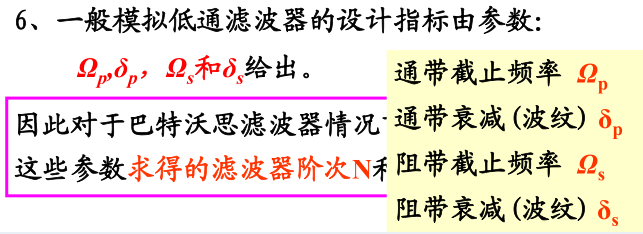 6、一般模拟低通滤波器的设计指标由参数:
Ωp,δp，Ωs和δs给出。
因此对于巴特沃思滤波器情况
这些参数求得的滤波器阶次N和
通带截止频率 Ωp
通带衰减(波纹) δp
阻带截止频率 Ωs
阻带衰减(波纹) δs